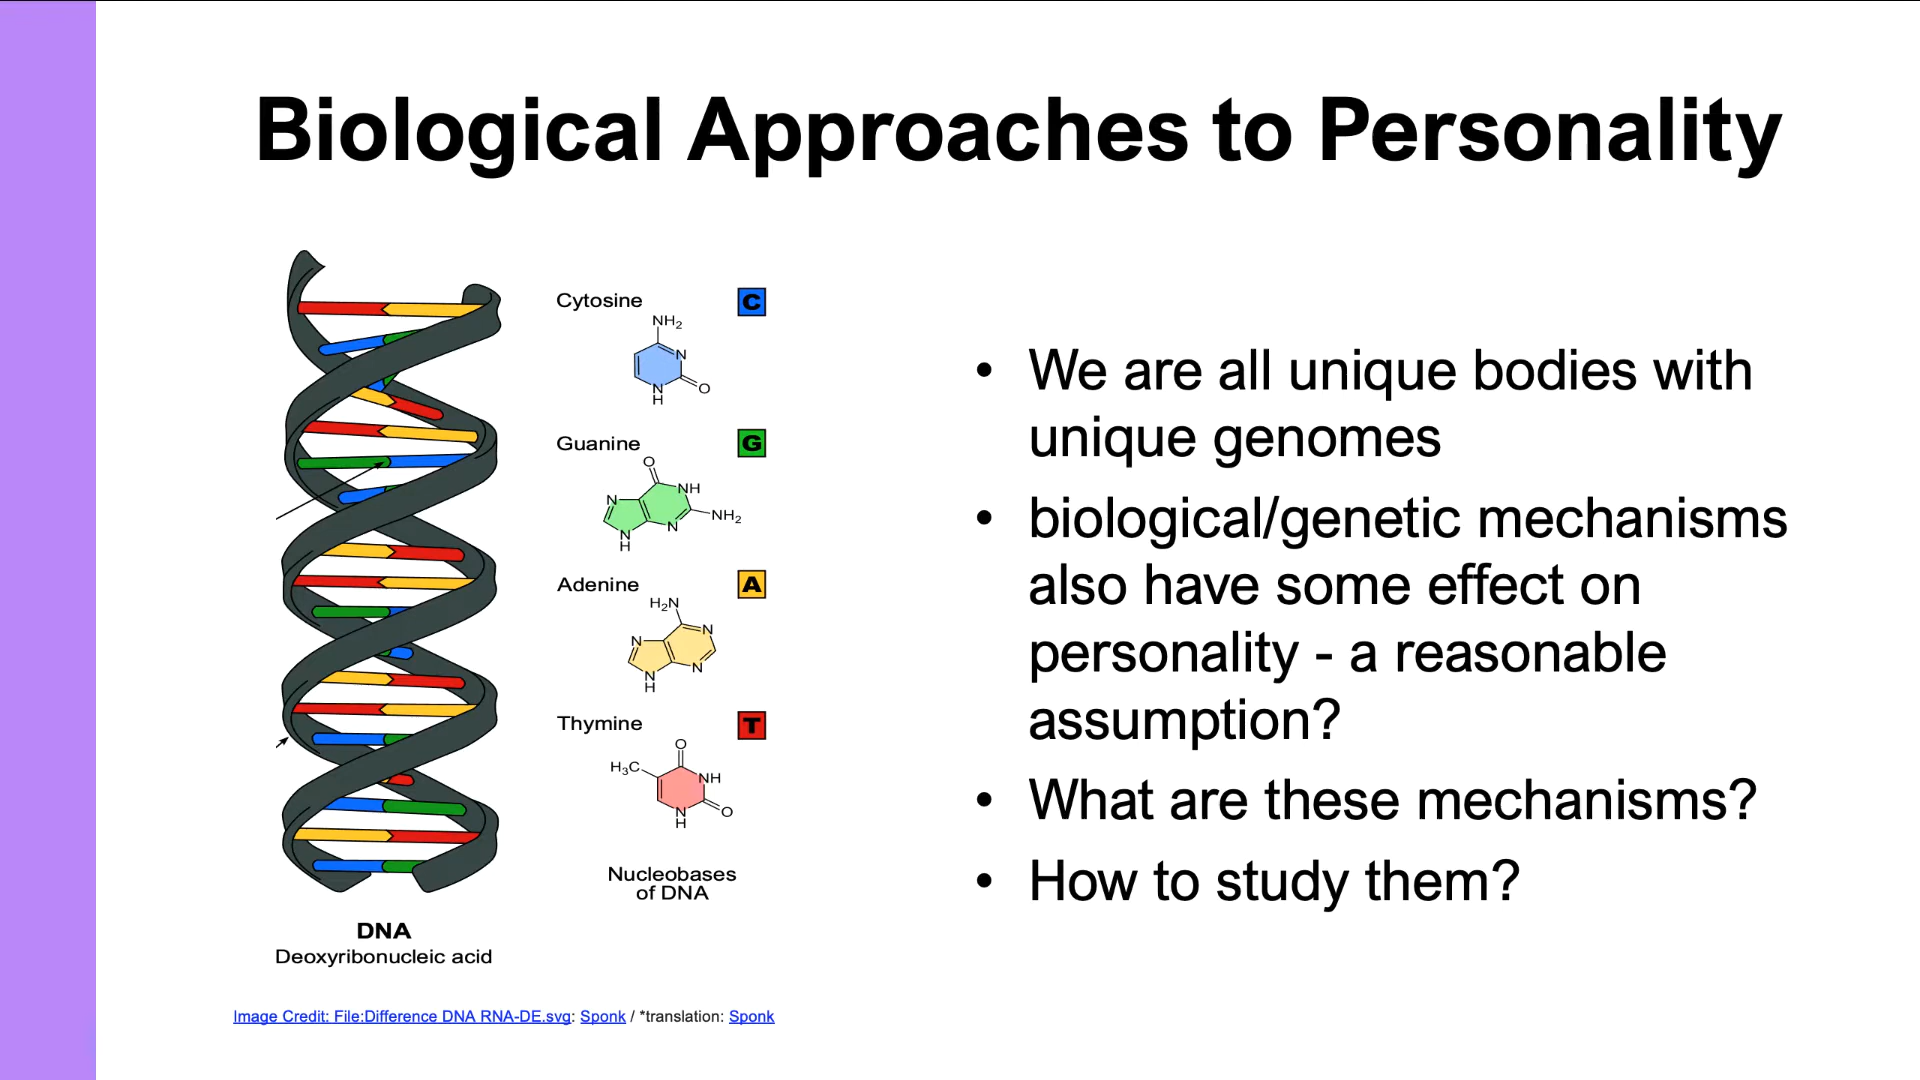 Biological Approaches to Personality
Cytosine
C
NH2
N
N
H
O
Guanine
G
O
N
NH
N
H
N
NH2
Adenine
A
H2N
N
N
N
H
N
Thymine
T
O
H3C
NH
N
H
O
Nucleobases
of DNA
DNA
Deoxyribonucleic acid
Image Credit: File:Difference DNA RNA-DE.svg: Sponk / *translation: Sponk
• We are all unique bodies with
unique genomes
• biological/genetic mechanisms
also have some effect on
personality - a reasonable
assumption?
• What are these mechanisms?
• How to study them?